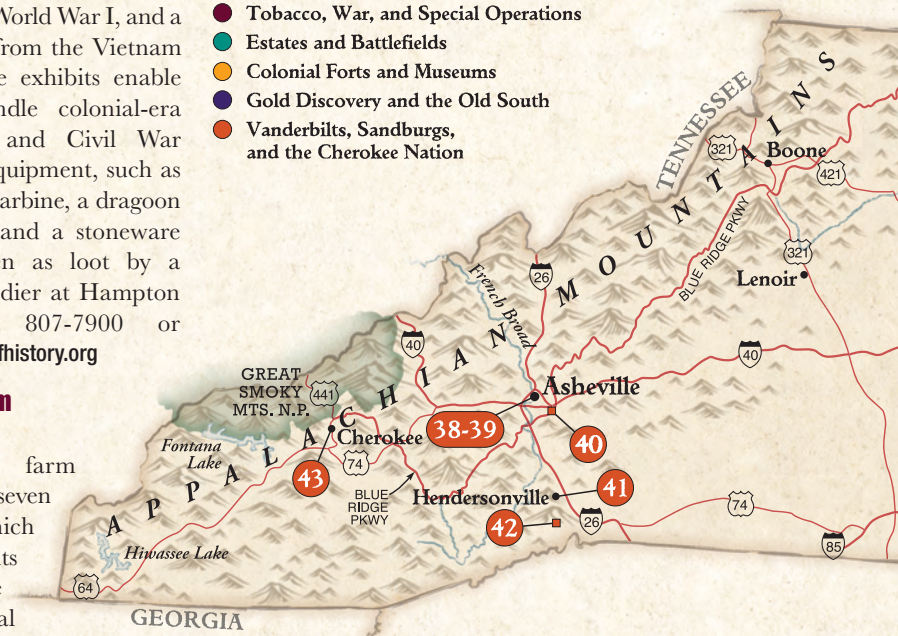 World War I, and a
from the Vietnam
exhibits enable
ndle colonial-era
and Civil War
quipment, such as
arbine, a dragoon
and a stoneware
en as loot by a
dier at Hampton
807-7900 or
fhistory.org
m
farm
seven
hich
its
al
Tobacco, War, and Special Operations
Estates and Battlefields
Colonial Forts and Museums
Gold Discovery and the Old South
Vanderbilts, Sandburgs,
and the Cherokee Nation
TENNESSEE
APPALACHIAN MOUNTAINS
321
Boone
421
BLUE RIDGE PKWY
321
Lenoir
French Broad
26
40
40
GREAT
SMOKY
MTS. N.P.
441
Asheville
38-39
40
Cherokee
Fontana
Lake
74
43
BLUE
RIDGE
PKWY
Hendersonville
41
42
26
74
85
Hiwassee Lake
64
GEORGIA